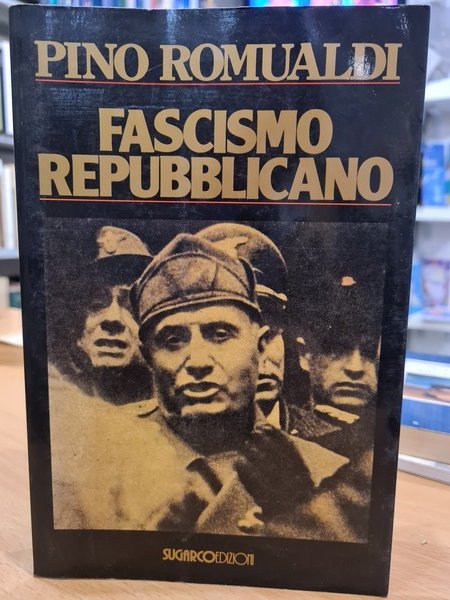 PINO ROMUALDI
FASCISMO
REPUBBLICANO
SUGARCOEDIZIONI